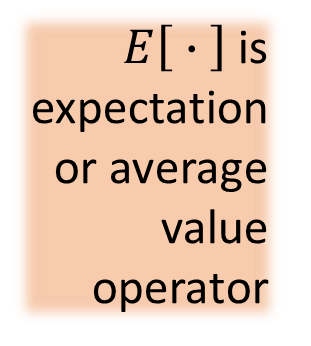 E[ · ] is
expectation
or average
value
operator